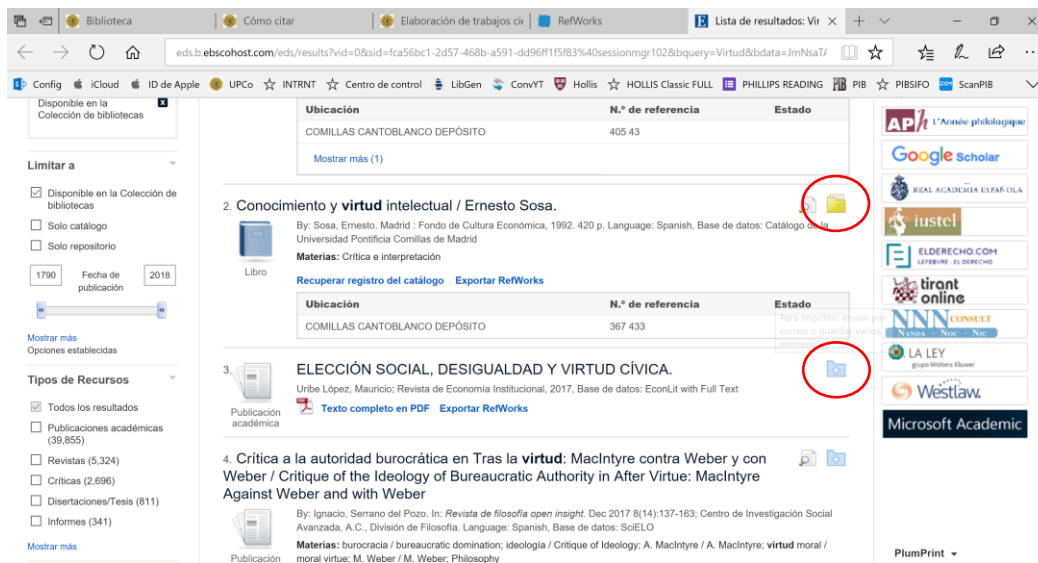 Biblioteca
Cómo citar
Elaboración de trabajos cie
RefWorks
Lista de resultados: Vir
eds.b.ebscohost.com/eds/results?vid=0&sid=fca56bc1-2d57-468b-a591-dd96ff1f5f83%40sessionmgr102&bquery=Virtud&bdata=JmNsaT/
Config iCloud ID de Apple UPCo INTRNT Centro de control LibGen ConvYT Hollis HOLLIS Classic FULL PHILLIPS READING PIB PIBSIFO ScanPIB
Disponible en la
Colección de bibliotecas
Limitar a
Disponible en la Colección de
bibliotecas
Solo catálogo
Solo repositorio
1790 Fecha de publicación 2018
Mostrar más
Opciones establecidas
Tipos de Recursos
Todos los resultados
Publicaciones académicas
(39,855)
Revistas (5,324)
Críticas (2,696)
Disertaciones/Tesis (811)
Informes (341)
Mostrar más
Ubicación N.º de referencia Estado
COMILLAS CANTOBLANCO DEPÓSITO 405 43
Mostrar más (1)
2. Conocimiento y virtud intelectual / Ernesto Sosa.
Libro
By: Sosa, Ernesto. Madrid : Fondo de Cultura Económica, 1992. 420 p. Language: Spanish, Base de datos: Catálogo de la
Universidad Pontificia Comillas de Madrid
Materias: Crítica e interpretación
Recuperar registro del catálogo Exportar RefWorks
Ubicación N.º de referencia Estado
COMILLAS CANTOBLANCO DEPÓSITO 367 433
Para imprimir, enviar por
correo o guardar varios
elementos
3. ELECCIÓN SOCIAL, DESIGUALDAD Y VIRTUD CÍVICA.
Publicación
académica
Uribe López, Mauricio; Revista de Economía Institucional, 2017, Base de datos: EconLit with Full Text
Texto completo en PDF Exportar RefWorks
4. Crítica a la autoridad burocrática en Tras la virtud: MacIntyre contra Weber y con
Weber / Critique of the Ideology of Bureaucratic Authority in After Virtue: MacIntyre
Against Weber and with Weber
Publicación
By: Ignacio, Serrano del Pozo. In: Revista de filosofia open insight. Dec 2017 8(14):137-163; Centro de Investigación Social
Avanzada, A.C., División de Filosofía. Language: Spanish, Base de datos: SciELO
Materias: burocracia / bureaucratic domination; ideología / Critique of Ideology; A. MacIntyre / A. MacIntyre; virtud moral /
moral virtue; M. Weber / M. Weber; Philosophy
APh L'Année philologique
Google Scholar
REAL ACADEMIA ESPAÑOLA
iustel
ELDERECHO.COM
LEFEBVRE - EL DERECHO
tirant
online
NNN CONSULT
NANDA - NOC - NIC
LA LEY
grupo Wolters Kluwer
Westlaw.
Microsoft Academic
PlumPrint